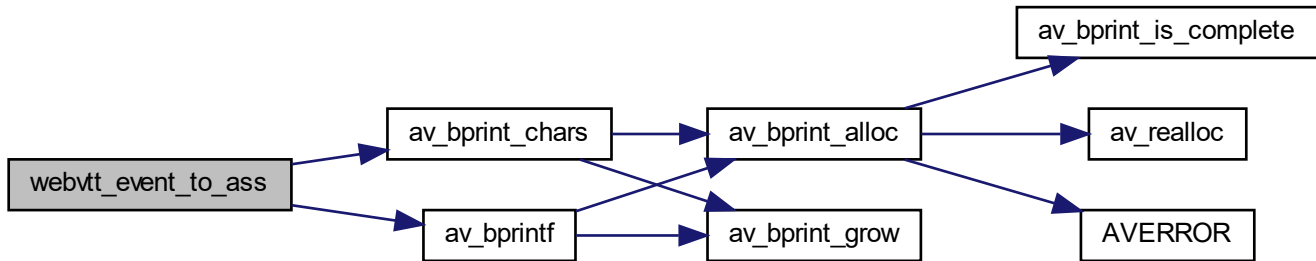 webvtt_event_to_ass
av_bprint_chars
av_bprintf
av_bprint_alloc
av_bprint_grow
av_bprint_is_complete
av_realloc
AVERROR